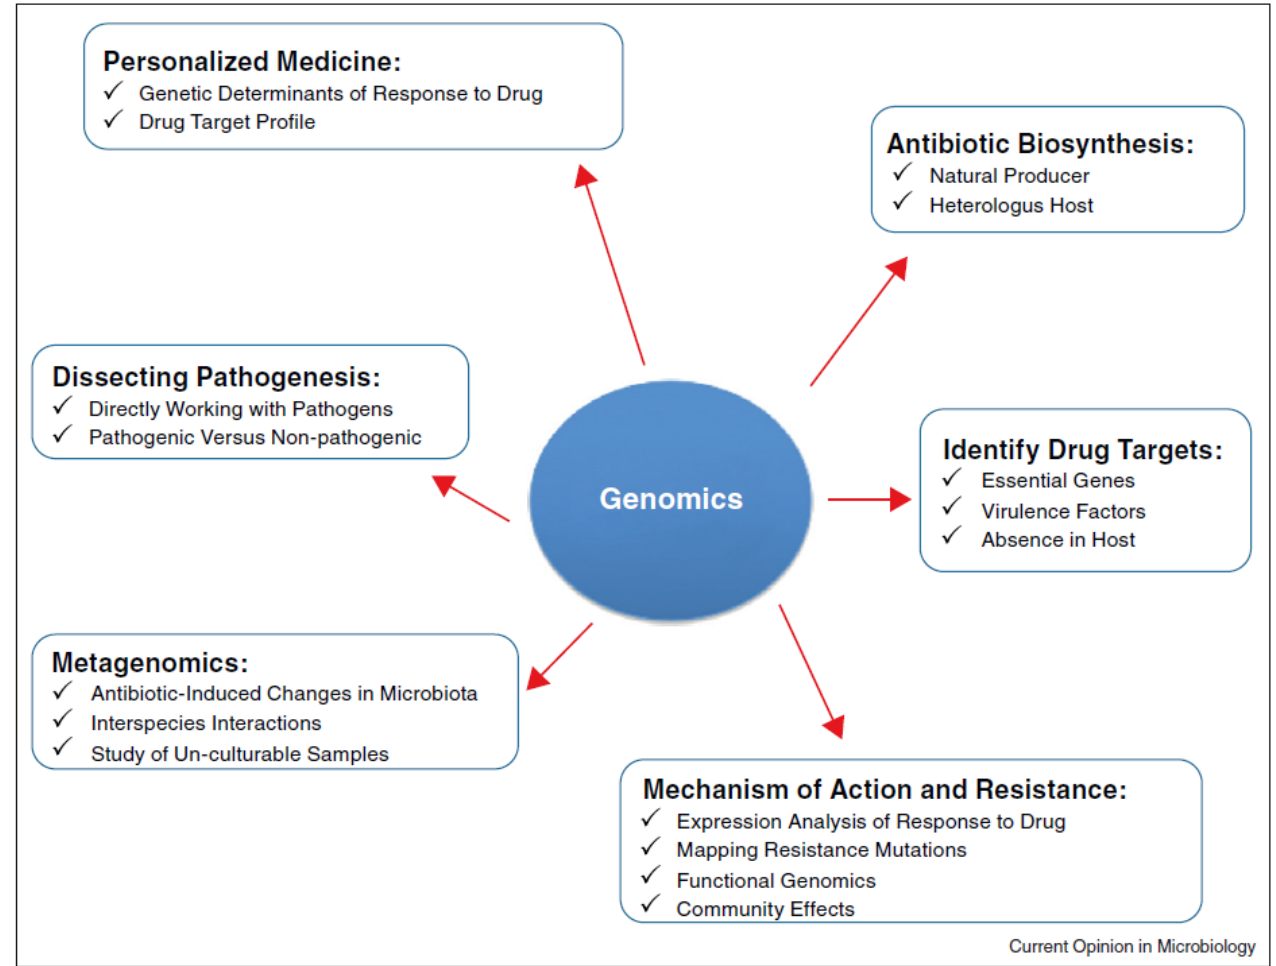 Personalized Medicine:
✓ Genetic Determinants of Response to Drug
✓ Drug Target Profile
Antibiotic Biosynthesis:
✓ Natural Producer
✓ Heterologus Host
Dissecting Pathogenesis:
✓ Directly Working with Pathogens
✓ Pathogenic Versus Non-pathogenic
Genomics
Identify Drug Targets:
✓ Essential Genes
✓ Virulence Factors
✓ Absence in Host
Metagenomics:
✓ Antibiotic-Induced Changes in Microbiota
✓ Interspecies Interactions
✓ Study of Un-culturable Samples
Mechanism of Action and Resistance:
✓ Expression Analysis of Response to Drug
✓ Mapping Resistance Mutations
✓ Functional Genomics
✓ Community Effects
Current Opinion in Microbiology